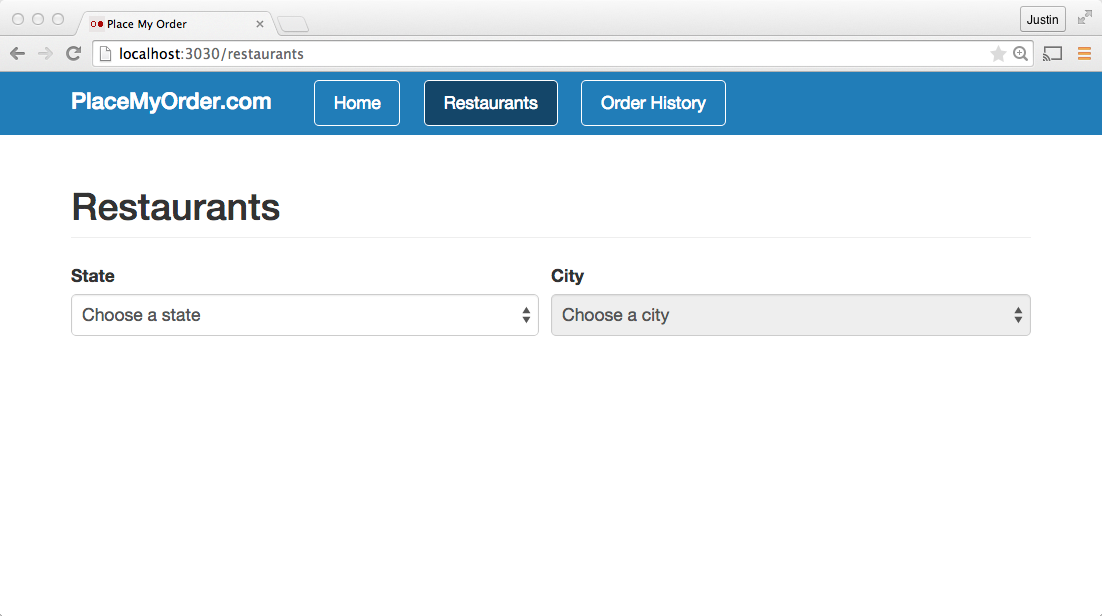 Place My Order
Justin
localhost:3030/restaurants
PlaceMyOrder.com Home Restaurants Order History
Restaurants
State City
Choose a state Choose a city